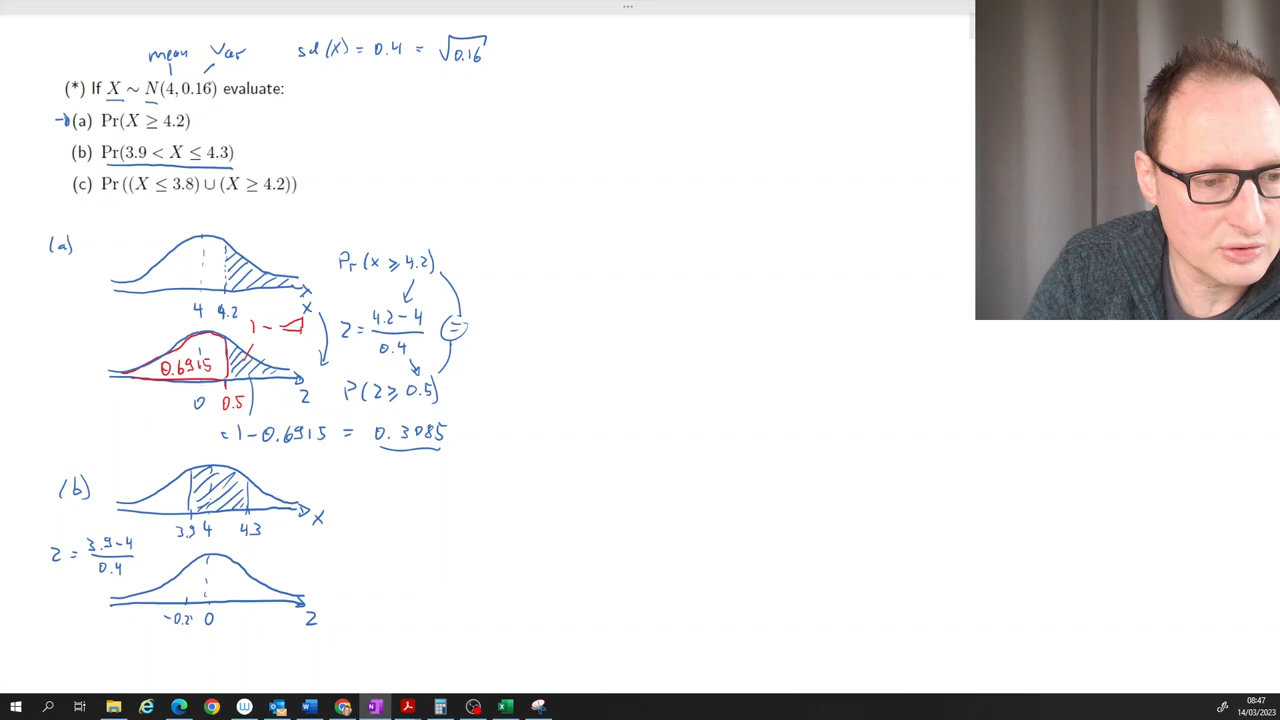 mean Var sd(X) = 0.4 = √0.16
(*) If X ∼ N(4, 0.16) evaluate:
(a) Pr(X ≥ 4.2)
(b) Pr(3.9 < X ≤ 4.3)
(c) Pr ((X ≤ 3.8) ∪ (X ≥ 4.2))
(a)
4 4.2 X
Pr (X ≥ 4.2)
Z = (4.2 - 4)/0.4
=
1 -
0.6915
0 0.5 Z
P(Z ≥ 0.5)
= 1 - 0.6915 = 0.3085
(b)
3.9 4 4.3 X
Z = (3.9-4)/0.4
0 Z
08:47
14/03/2023